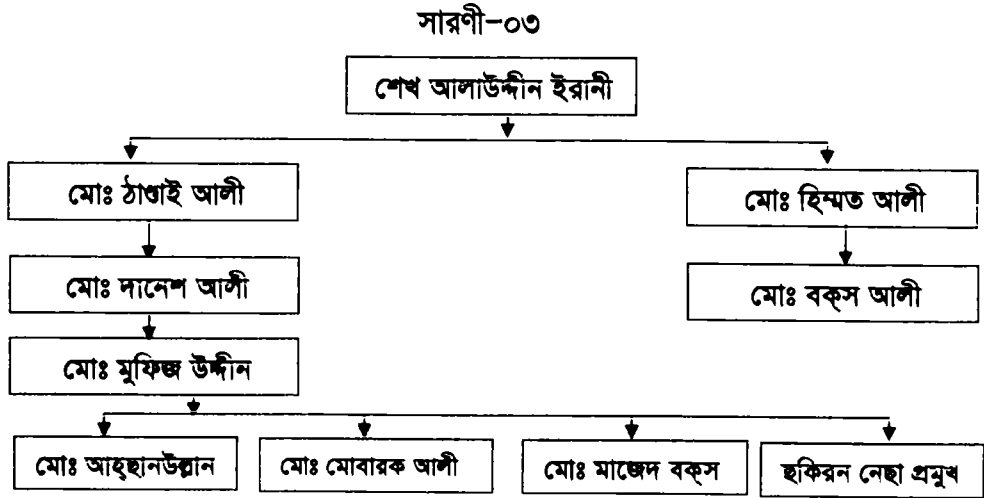 সারণী-০৩
শেখ আলাউদ্দীন ইরানী
মোঃ ঠাণ্ডাই আলী
মোঃ হিম্মত আলী
মোঃ দানেশ আলী
মোঃ বক্স আলী
মোঃ মুফিজ উদ্দীন
মোঃ আহ্ছানউল্লান
মোঃ মোবারক আলী
মোঃ মাজেদ বক্স
ছকিরন নেছা প্রমুখ